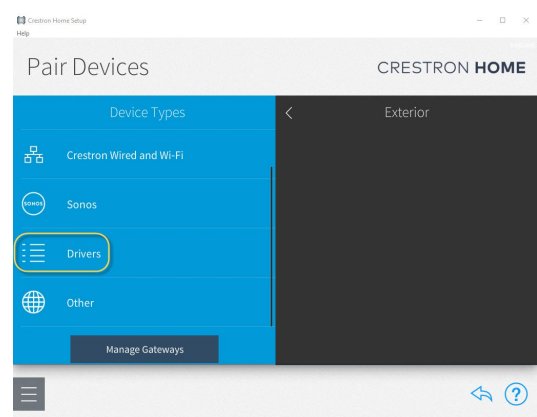 Crestron Home Setup
Help
Pair Devices
CRESTRON HOME
Device Types
Exterior
Crestron Wired and Wi-Fi
SONOS
Sonos
Drivers
Other
Manage Gateways
?